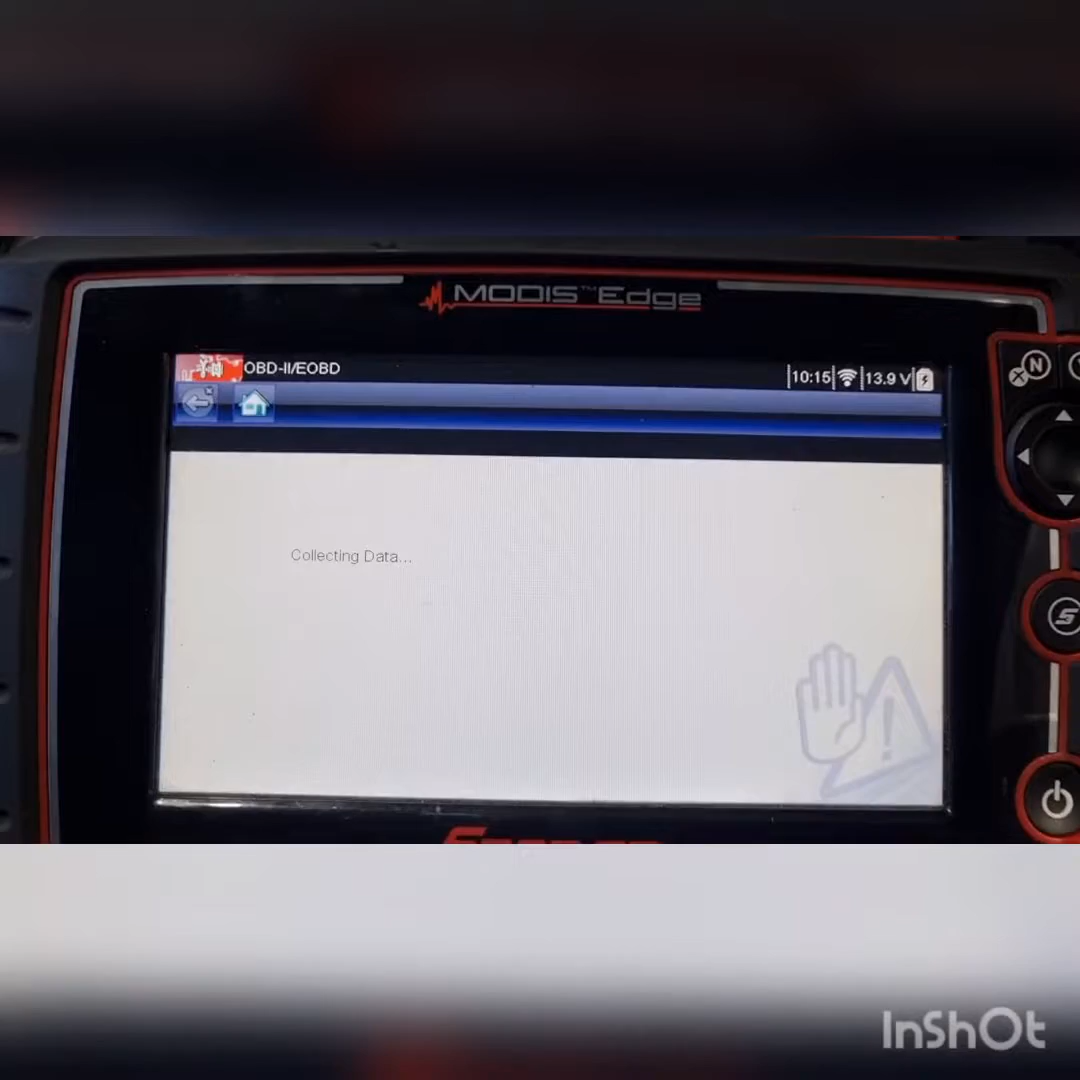 MODIS™ Edge
OBD-II/EOBD
10:15 13.9 V
N
X
Collecting Data...
S
InShOt